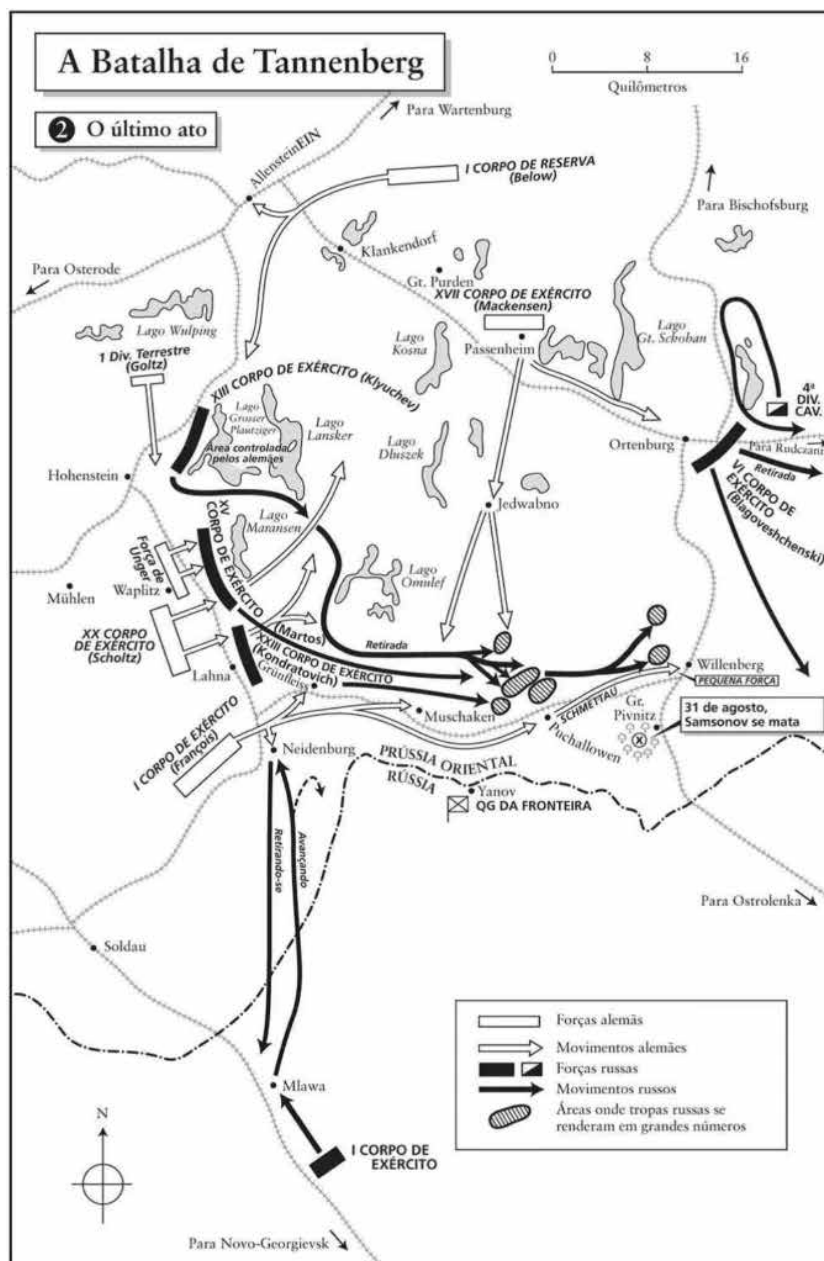 A Batalha de Tannenberg
0
8
16
Quilômetros
2 O último ato
Para Wartenburg
AllensteinEIN
I CORPO DE RESERVA
(Below)
Para Bischofsburg
Klankendorf
Para Osterode
Gt. Purden
XVII CORPO DE EXÉRCITO
(Mackensen)
Lago Wulping
Lago
Kosna
Passenheim
Lago
Gt. Schoban
1 Div. Terrestre
(Goltz)
XIII CORPO DE EXÉRCITO (Klyuchev)
4ª
DIV.
CAV.
Lago
Grosser
Plautziger
Lago
Lansker
Área controlada
pelos alemães
Lago
Dluszek
Ortenburg
Para Rudczani
Retirada
Hohenstein
VI CORPO DE
EXÉRCITO
(Blagoveshchenski)
XV
CORPO DE EXÉRCITO
(Martos)
Lago
Maransen
Jedwabno
Força de
Unger
Lago
Omulef
Mühlen
Waplitz
XX CORPO
DE EXÉRCITO
(Scholtz)
Retirada
XXIII CORPO DE EXÉRCITO
(Kondratovich)
Lahna
Grünfleiss
Willenberg
PEQUENA FORÇA
SCHMETTAU
Gr.
Pivnitz
31 de agosto,
Samsonov se mata
I CORPO DE EXÉRCITO
(François)
Muschaken
Puchallowen
Neidenburg
PRÚSSIA ORIENTAL
RÚSSIA
Yanov
QG DA FRONTEIRA
Retirando-se
Avançando
Para Ostrolenka
Soldau
Forças alemãs
Movimentos alemães
Forças russas
Movimentos russos
Áreas onde tropas russas se
renderam em grandes números
Mlawa
N
I CORPO DE
EXÉRCITO
Para Novo-Georgievsk